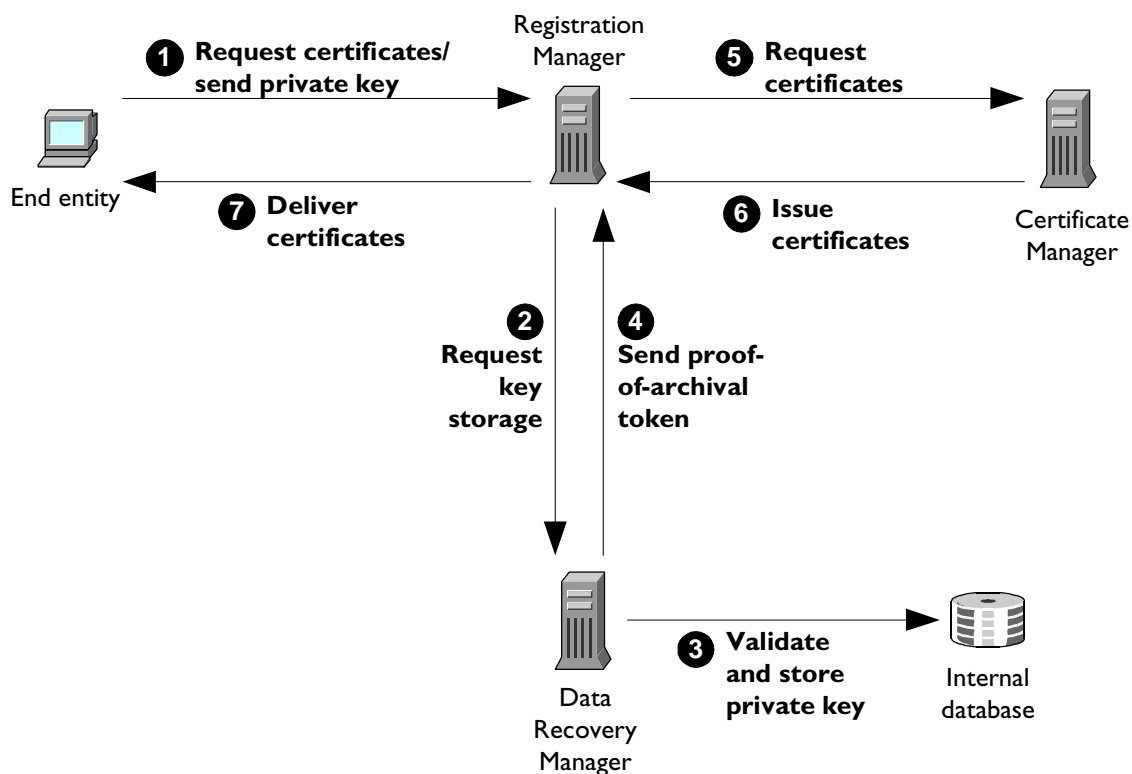 Registration
Manager
1 Request certificates/
send private key
5 Request
certificates
End entity
7 Deliver
certificates
6 Issue
certificates
Certificate
Manager
2
Request
key
storage
4
Send proof-
of-archival
token
3 Validate
and store
private key
Data
Recovery
Manager
Internal
database